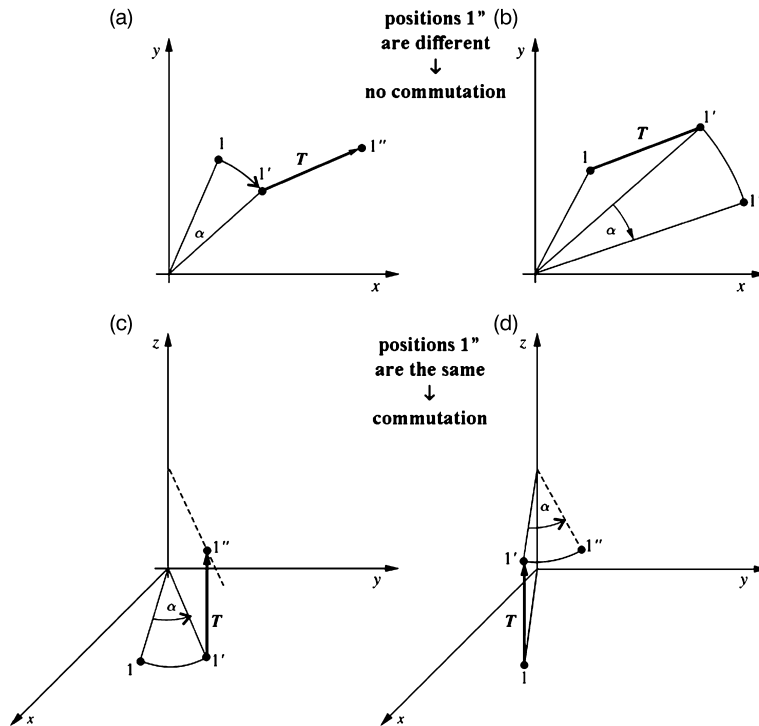 (a)
positions 1”
are different
↓
no commutation
(b)
y
1
1′
T
1″
α
x
y
1
T
1′
1
α
x
(c)
positions 1”
are the same
↓
commutation
(d)
z
1″
y
α
T
1
1′
x
z
α
1′
1″
y
T
1
x